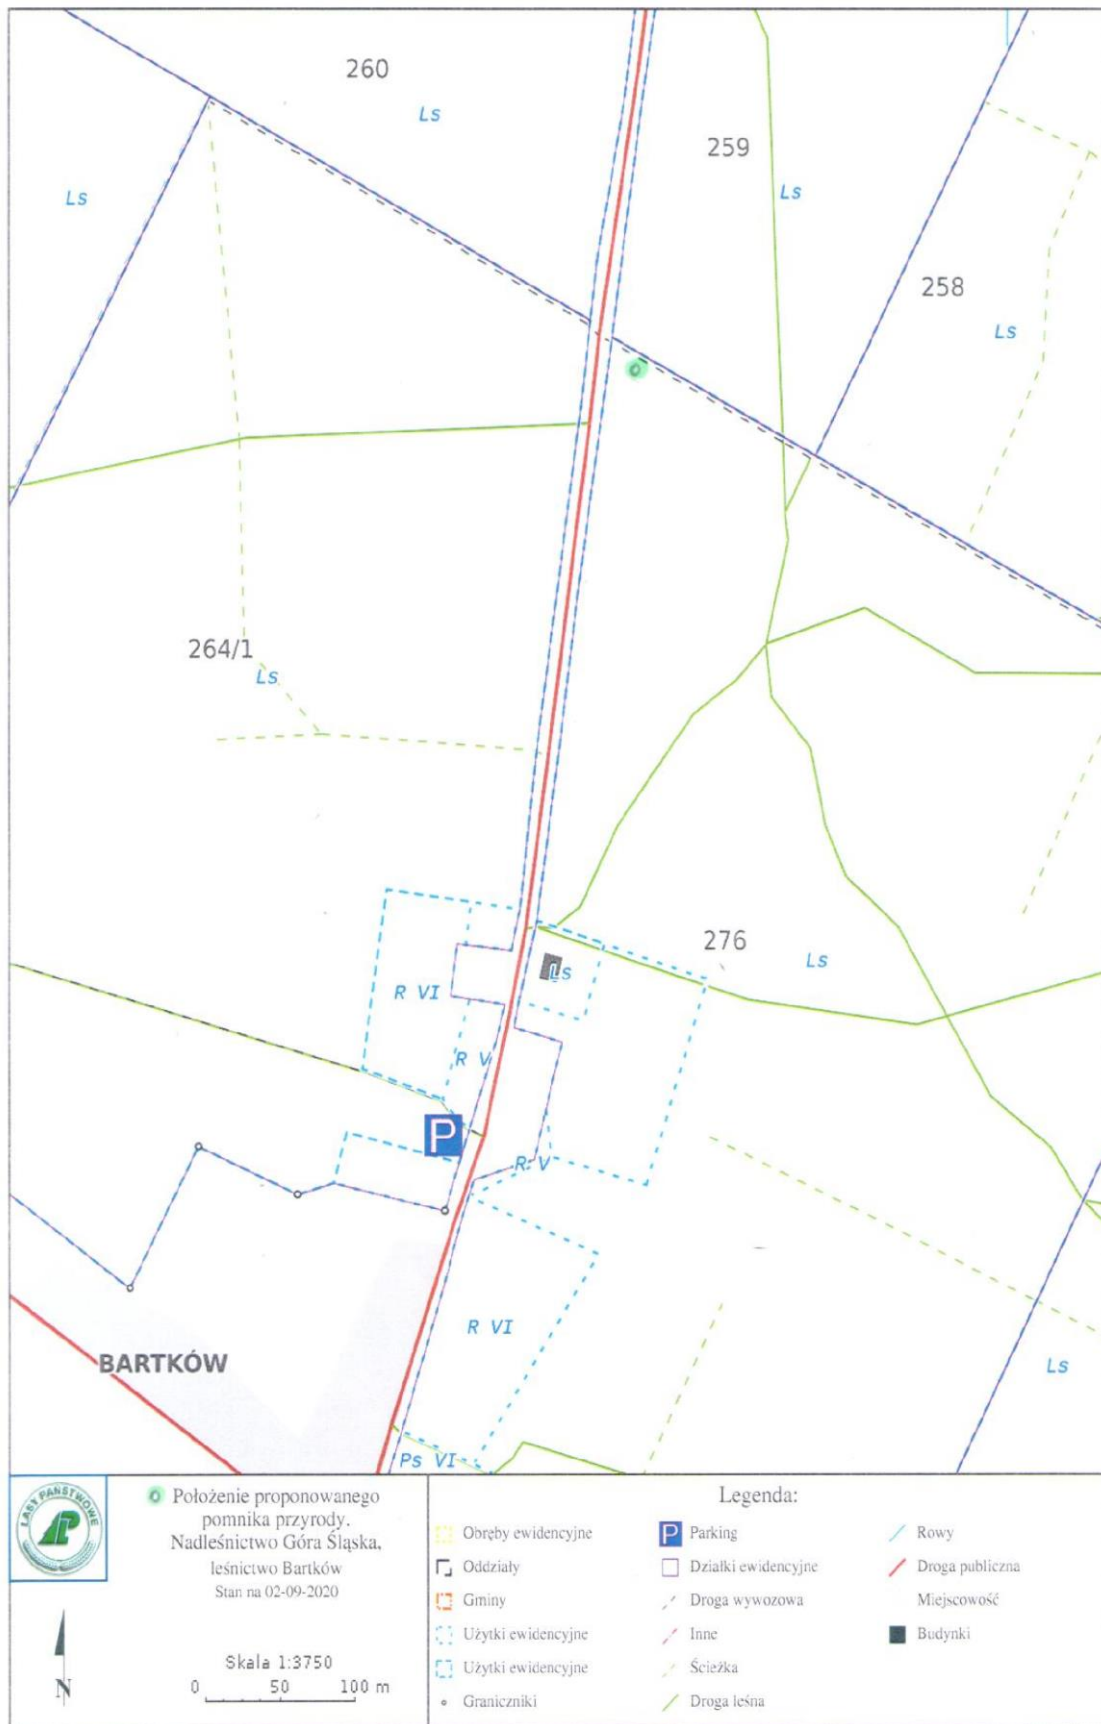 260
Ls
259
Ls
Ls
258
Ls
264/1
Ls
276
Ls
R VI
Ls
R V
P
R V
R VI
BARTKÓW
Ls
Ps VI
LASY PAŃSTWOWE
Położenie proponowanego
pomnika przyrody.
Nadleśnictwo Góra Śląska,
leśnictwo Bartków
Stan na 02-09-2020
N
Skala 1:3750
0 50 100 m
Legenda:
Obręby ewidencyjne
Oddziały
Gminy
Użytki ewidencyjne
Użytki ewidencyjne
Graniczniki
P Parking
Działki ewidencyjne
Droga wywozowa
Inne
Ścieżka
Droga leśna
Rowy
Droga publiczna
Miejscowość
Budynki